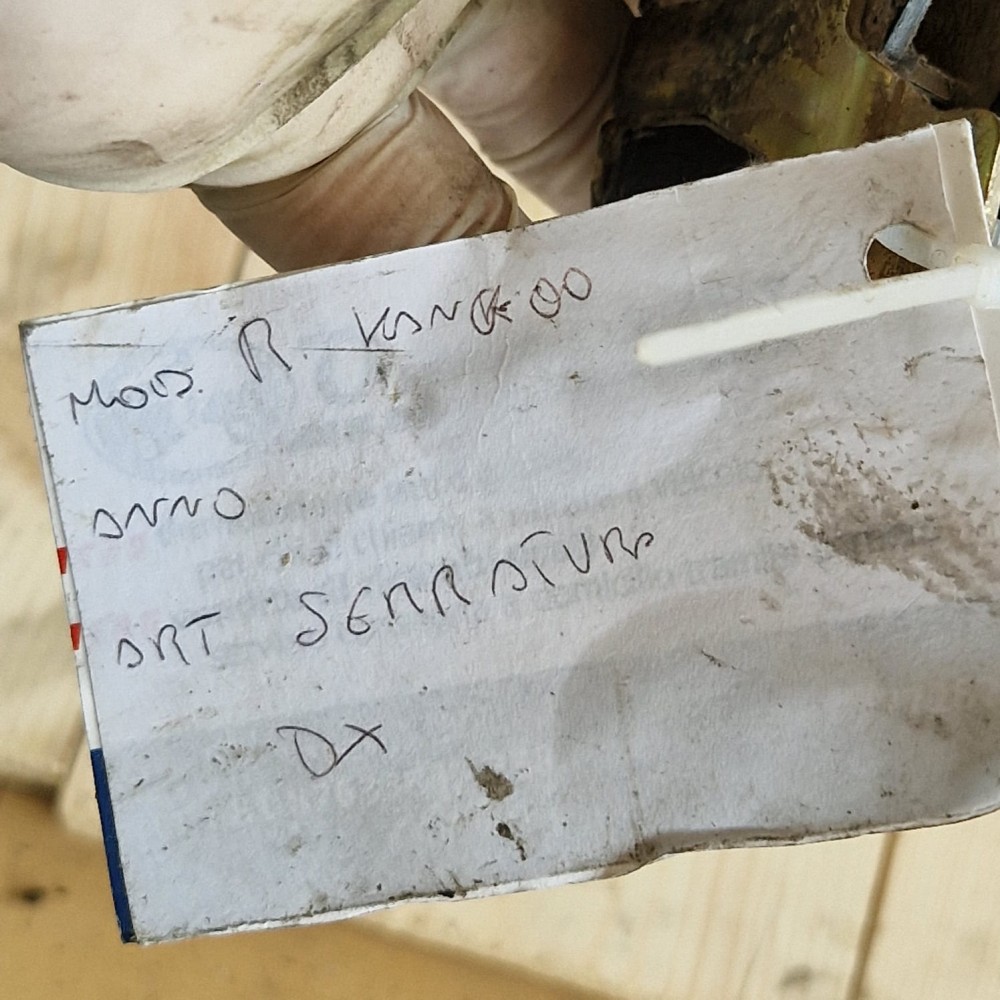 MOD. R. KANGOO
ANNO
ART SERRATURA
DX